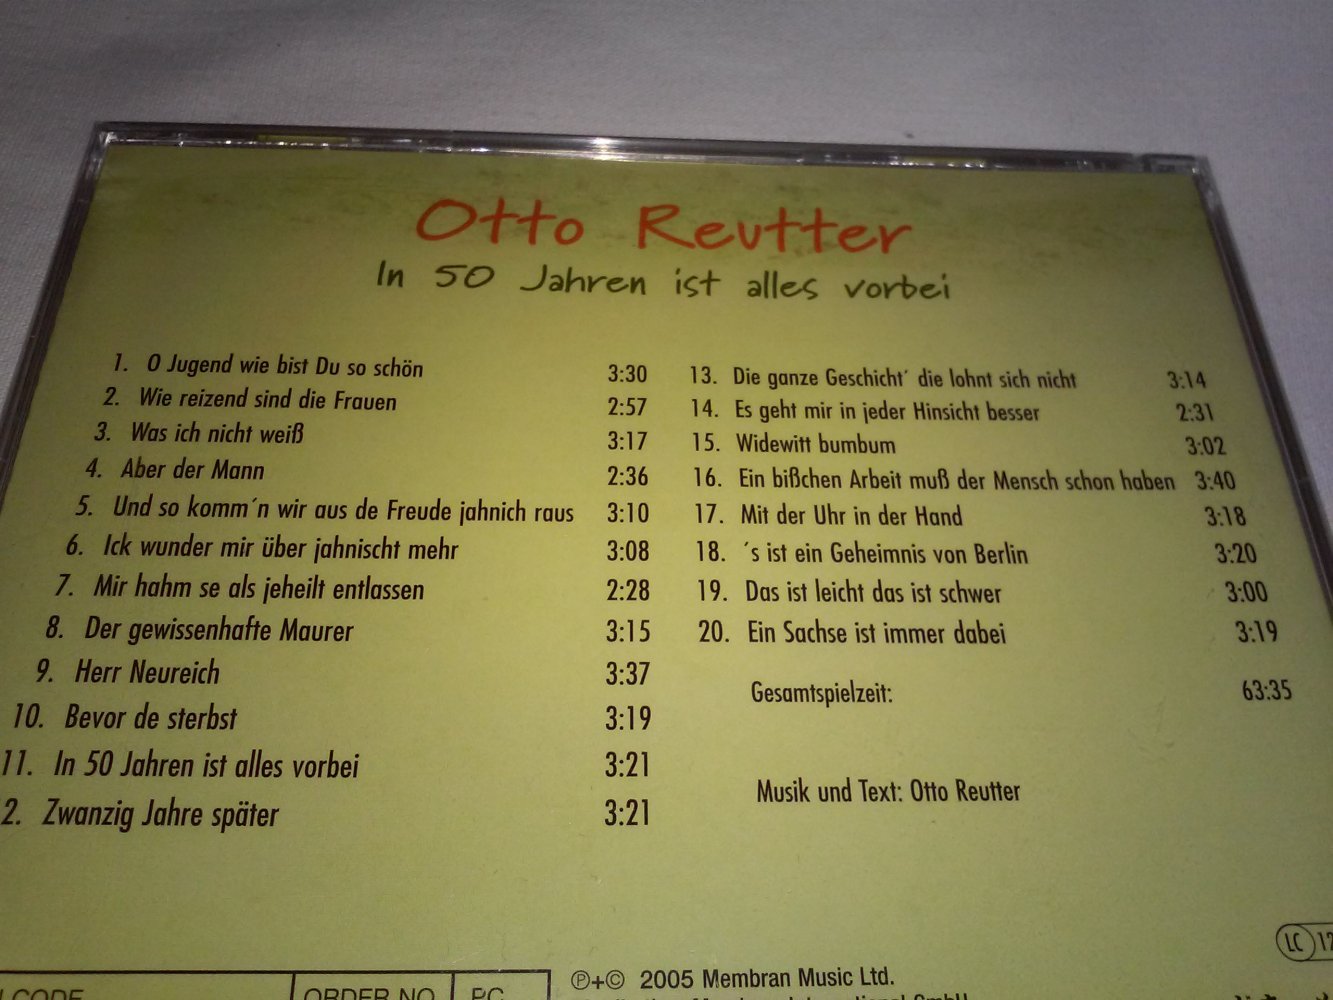 Otto Reutter
In 50 Jahren ist alles vorbei
1. O Jugend wie bist Du so schön 3:30
2. Wie reizend sind die Frauen 2:57
3. Was ich nicht weiß 3:17
4. Aber der Mann 2:36
5. Und so komm´n wir aus de Freude jahnich raus 3:10
6. Ick wunder mir über jahnischt mehr 3:08
7. Mir hahm se als jeheilt entlassen 2:28
8. Der gewissenhafte Maurer 3:15
9. Herr Neureich 3:37
10. Bevor de sterbst 3:19
11. In 50 Jahren ist alles vorbei 3:21
2. Zwanzig Jahre später 3:21
13. Die ganze Geschicht´ die lohnt sich nicht 3:14
14. Es geht mir in jeder Hinsicht besser 2:31
15. Widewitt bumbum 3:02
16. Ein bißchen Arbeit muß der Mensch schon haben 3:40
17. Mit der Uhr in der Hand 3:18
18. ´s ist ein Geheimnis von Berlin 3:20
19. Das ist leicht das ist schwer 3:00
20. Ein Sachse ist immer dabei 3:19
Gesamtspielzeit: 63:35
Musik und Text: Otto Reutter
LC 12
℗+© 2005 Membran Music Ltd.
CODE ORDER NO. PC